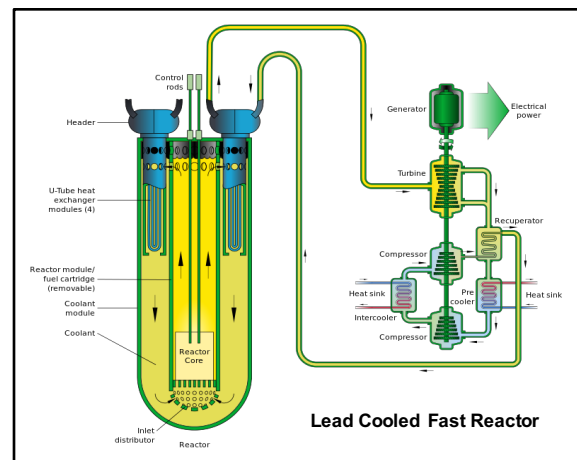 Control
rods
Header
U-Tube heat
exchanger
modules (4)
Reactor module/
fuel cartridge
(removable)
Coolant
module
Coolant
Reactor
Core
Inlet
distributor
Reactor
Generator
Electrical
power
Turbine
Recuperator
Compressor
Heat sink
Intercooler
Pre
cooler
Heat sink
Compressor
Lead Cooled Fast Reactor